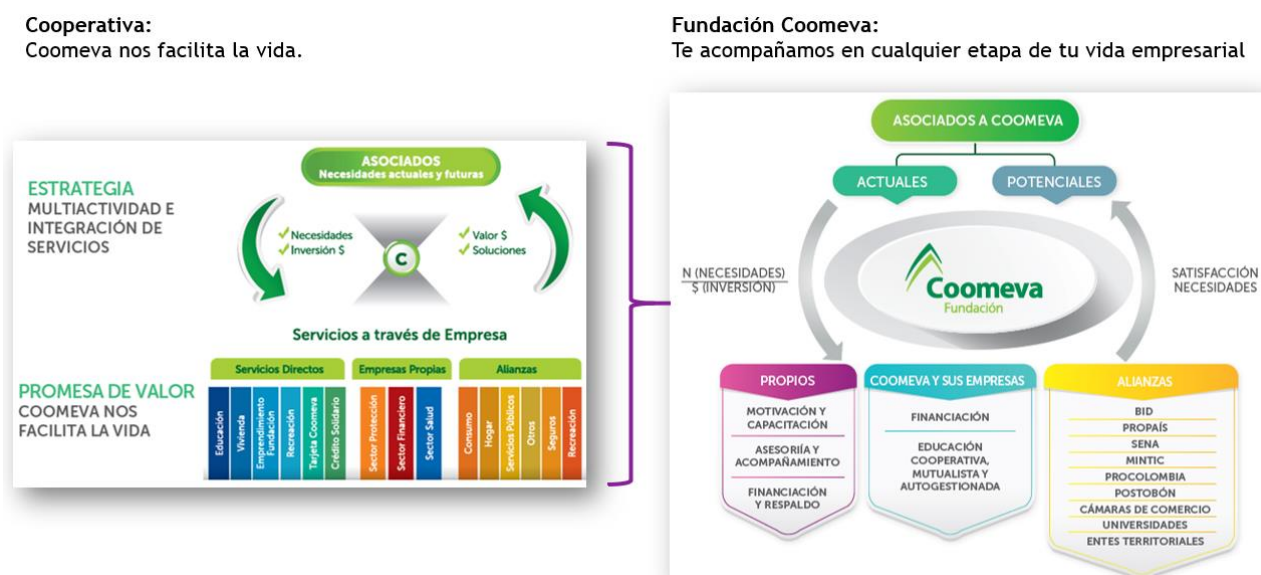 Cooperativa:
Coomeva nos facilita la vida.
Fundación Coomeva:
Te acompañamos en cualquier etapa de tu vida empresarial
ESTRATEGIA
MULTIACTIVIDAD E
INTEGRACIÓN DE
SERVICIOS
ASOCIADOS
Necesidades actuales y futuras
Necesidades
Inversión $
C
Valor $
Soluciones
Servicios a través de Empresa
PROMESA DE VALOR
COOMEVA NOS
FACILITA LA VIDA
Servicios Directos
Educación
Vivienda
Emprendimiento
Fundación
Recreación
Tarjeta Coomeva
Crédito Solidario
Empresas Propias
Sector Protección
Sector Financiero
Sector Salud
Alianzas
Consumo
Hogar
Servicios Públicos
Otros
Seguros
Recreación
ASOCIADOS A COOMEVA
ACTUALES
POTENCIALES
N (NECESIDADES)
$ (INVERSIÓN)
Coomeva
Fundación
SATISFACCIÓN
NECESIDADES
PROPIOS
MOTIVACIÓN Y
CAPACITACIÓN
ASESORÍA Y
ACOMPAÑAMIENTO
FINANCIACIÓN
Y RESPALDO
COOMEVA Y SUS EMPRESAS
FINANCIACIÓN
EDUCACIÓN
COOPERATIVA,
MUTUALISTA Y
AUTOGESTIONADA
ALIANZAS
BID
PROPAÍS
SENA
MINTIC
PROCOLOMBIA
POSTOBÓN
CÁMARAS DE COMERCIO
UNIVERSIDADES
ENTES TERRITORIALES